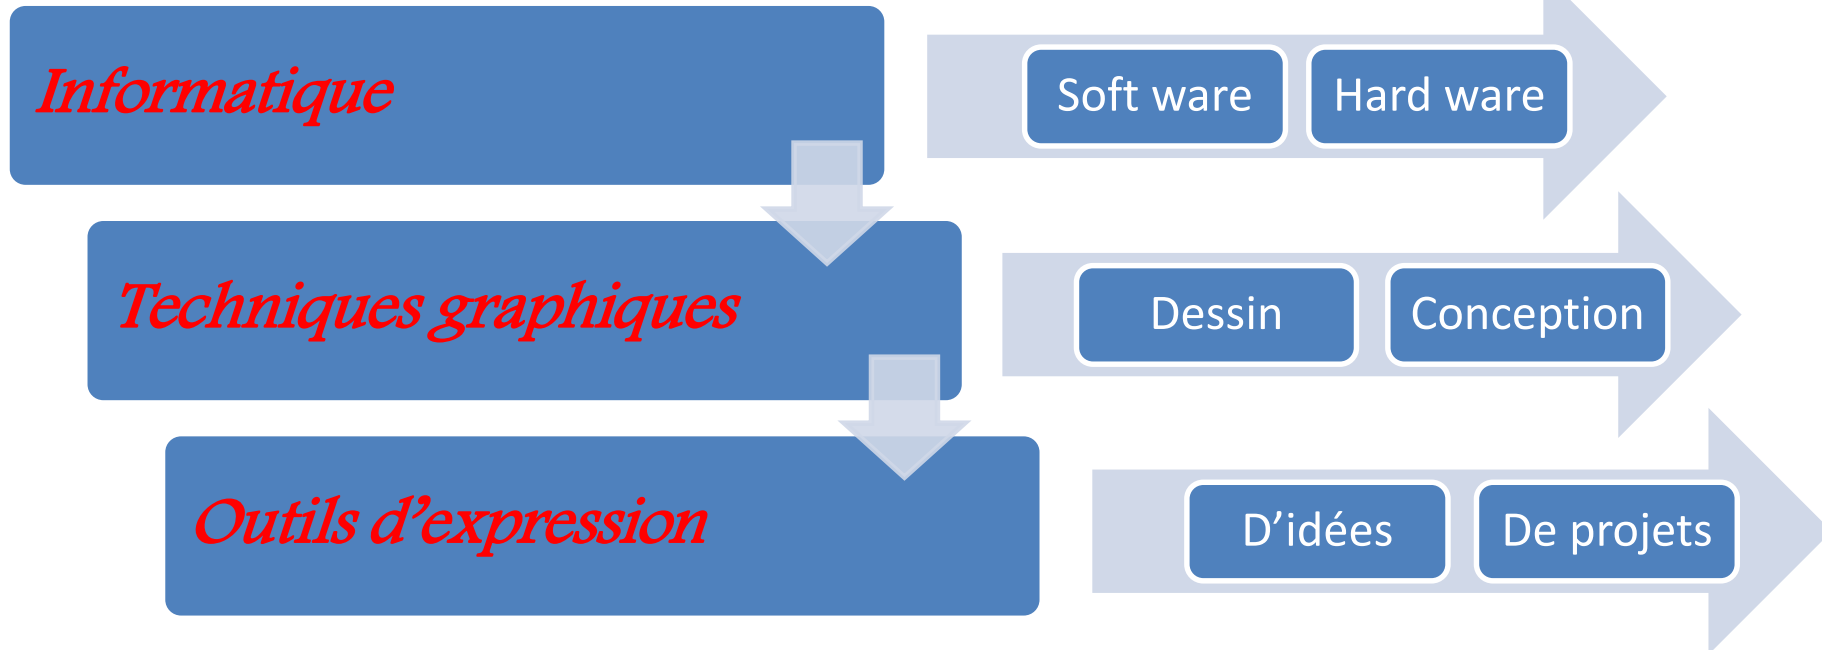 Informatique
Soft ware
Hard ware
Techniques graphiques
Dessin
Conception
Outils d’expression
D’idées
De projets